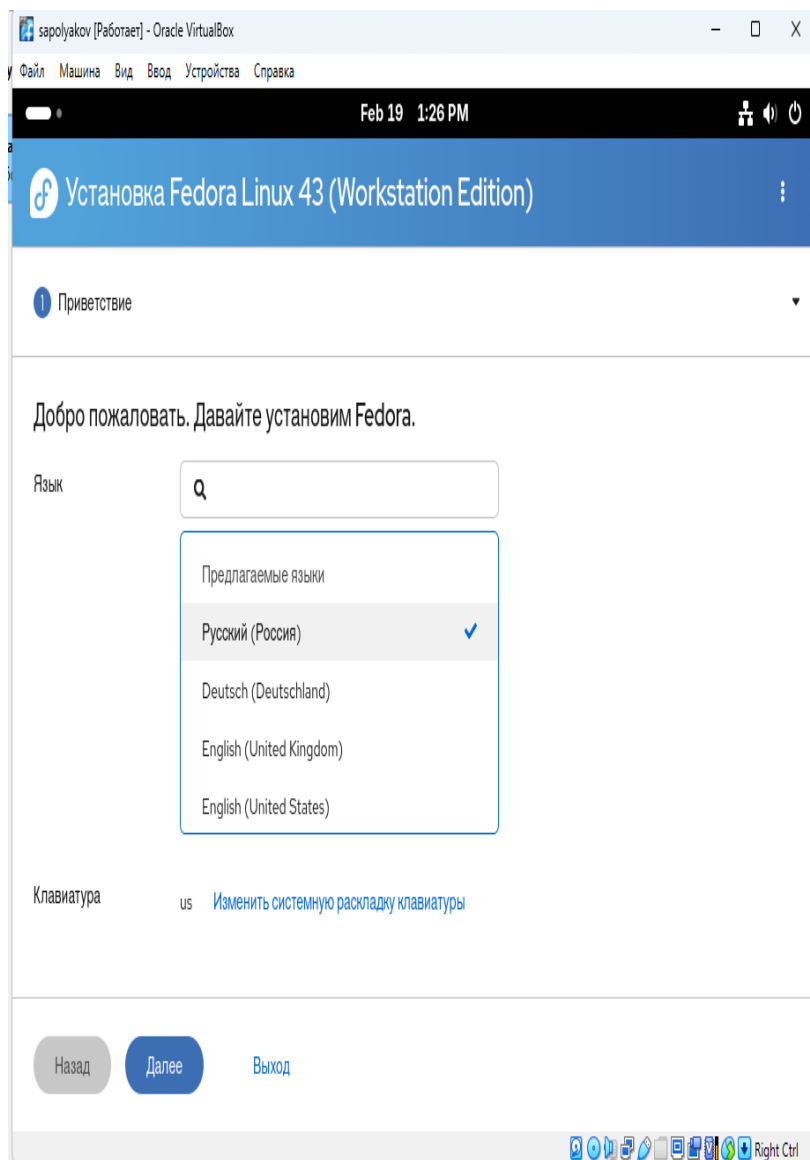 sapolyakov [Работает] - Oracle VirtualBox
Файл Машина Вид Ввод Устройства Справка
Feb 19 1:26 PM
Установка Fedora Linux 43 (Workstation Edition)
1 Приветствие
Добро пожаловать. Давайте установим Fedora.
Язык
Предлагаемые языки
Русский (Россия)
Deutsch (Deutschland)
English (United Kingdom)
English (United States)
Клавиатура us Изменить системную раскладку клавиатуры
Назад Далее Выход
Right Ctrl